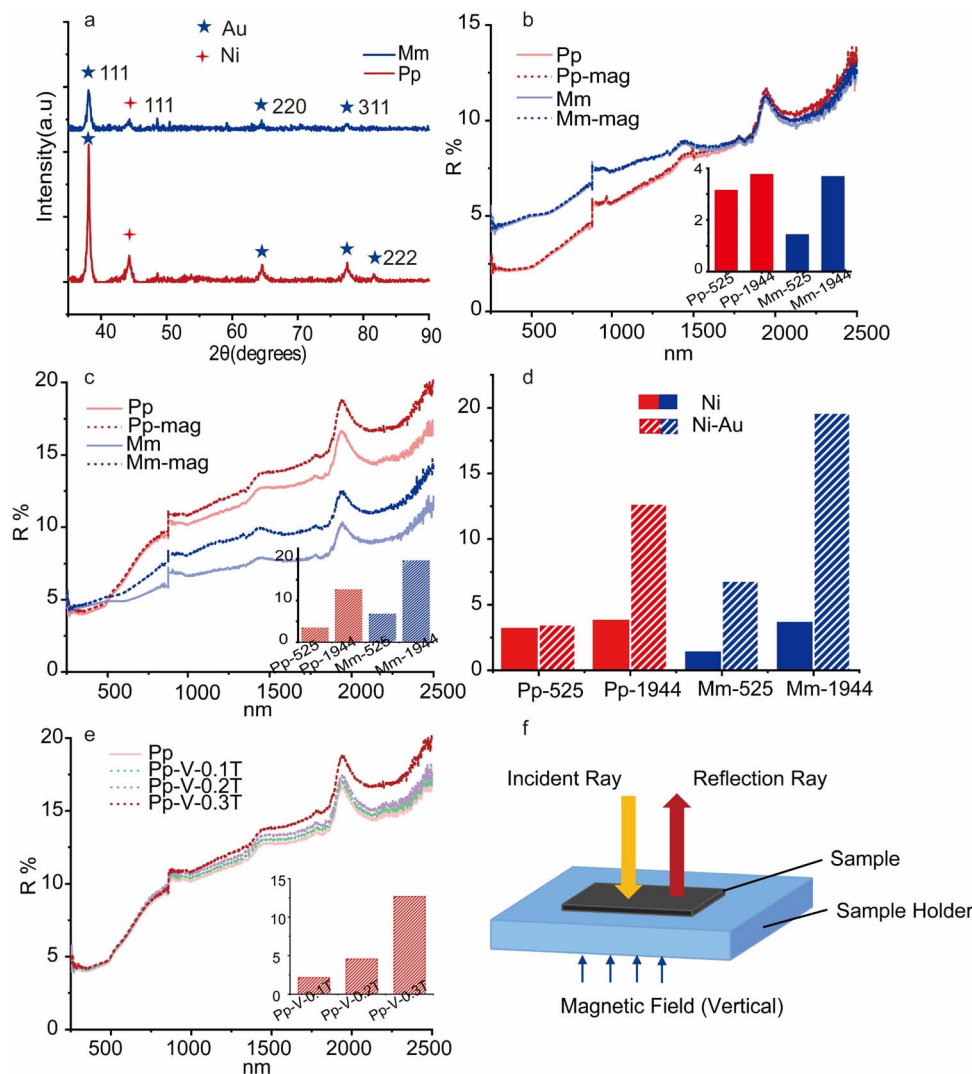 a
Au
Ni
Mm
Pp
111
111
220
311
222
Intensity(a.u)
40 50 60 70 80 90
2θ(degrees)
b
Pp
Pp-mag
Mm
Mm-mag
R %
15
10
5
0
4
3
2
1
0
Pp-525 Pp-1944 Mm-525 Mm-1944
500 1000 1500 2000 2500
nm
c
Pp
Pp-mag
Mm
Mm-mag
R %
20
15
10
5
0
20
10
0
Pp-525 Pp-1944 Mm-525 Mm-1944
500 1000 1500 2000 2500
nm
d
Ni
Ni-Au
20
15
10
5
0
Pp-525 Pp-1944 Mm-525 Mm-1944
e
Pp
Pp-V-0.1T
Pp-V-0.2T
Pp-V-0.3T
R %
20
15
10
5
0
15
10
5
0
Pp-V-0.1T Pp-V-0.2T Pp-V-0.3T
500 1000 1500 2000 2500
nm
f
Incident Ray
Reflection Ray
Sample
Sample Holder
Magnetic Field (Vertical)